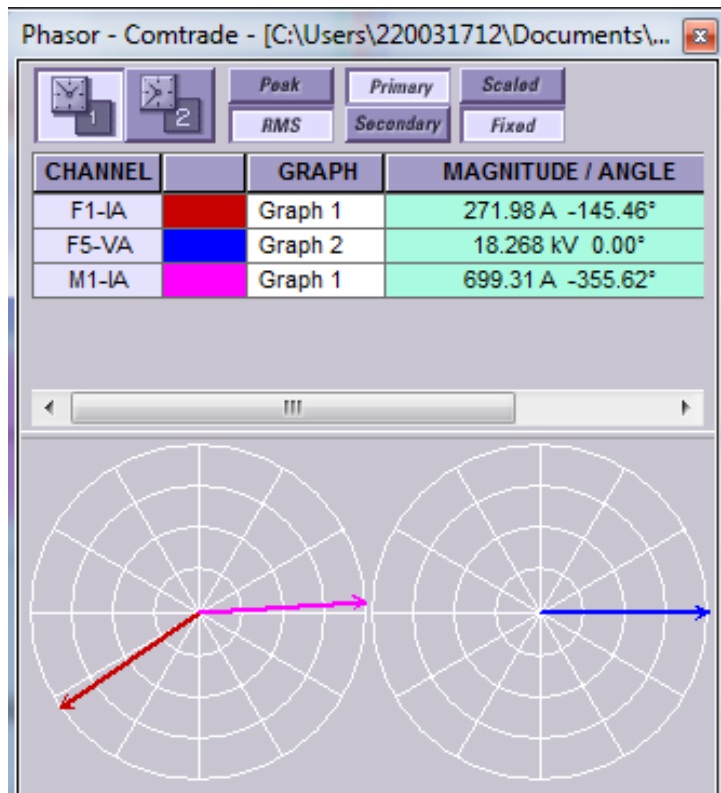 Phasor - Comtrade - [C:\Users\220031712\Documents\...
1 2 Peak Primary Scaled
RMS Secondary Fixed
CHANNEL GRAPH MAGNITUDE / ANGLE
F1-IA Graph 1 271.98 A -145.46°
F5-VA Graph 2 18.268 kV 0.00°
M1-IA Graph 1 699.31 A -355.62°